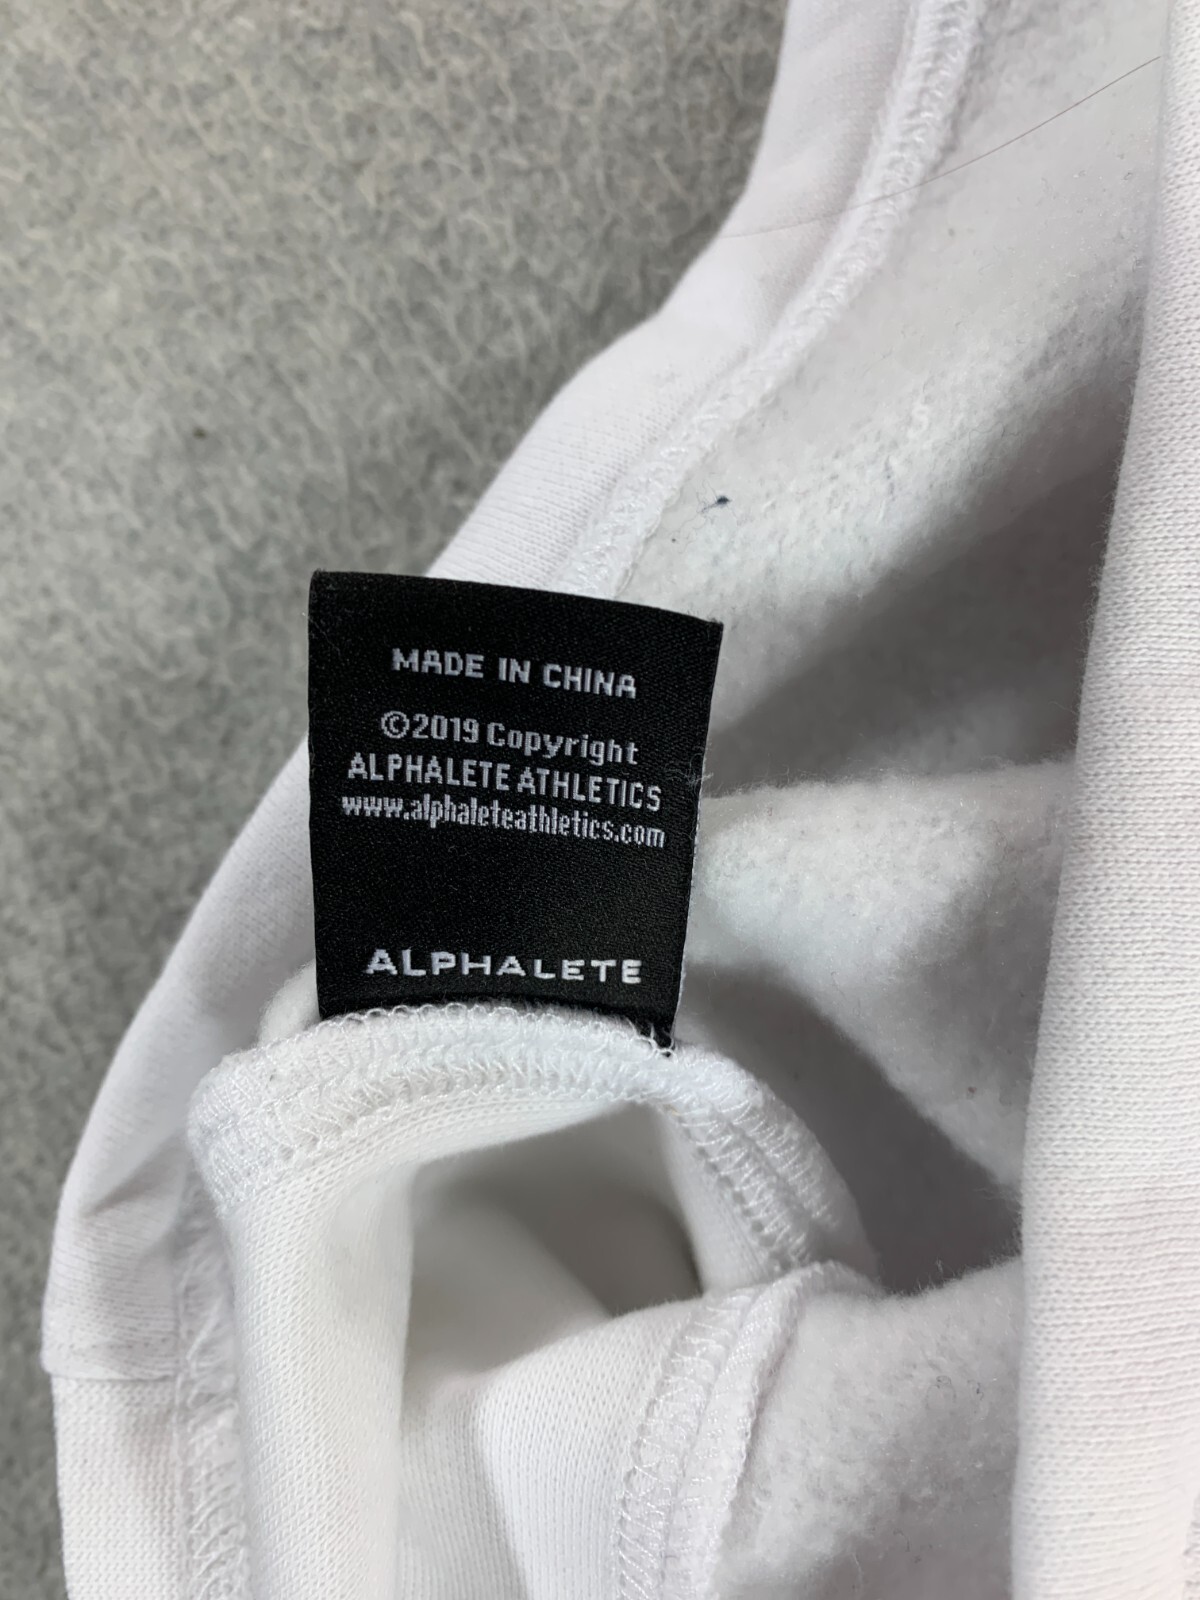 MADE IN CHINA
©2019 Copyright
ALPHALETE ATHLETICS
www.alphaleteathletics.com
ALPHALETE